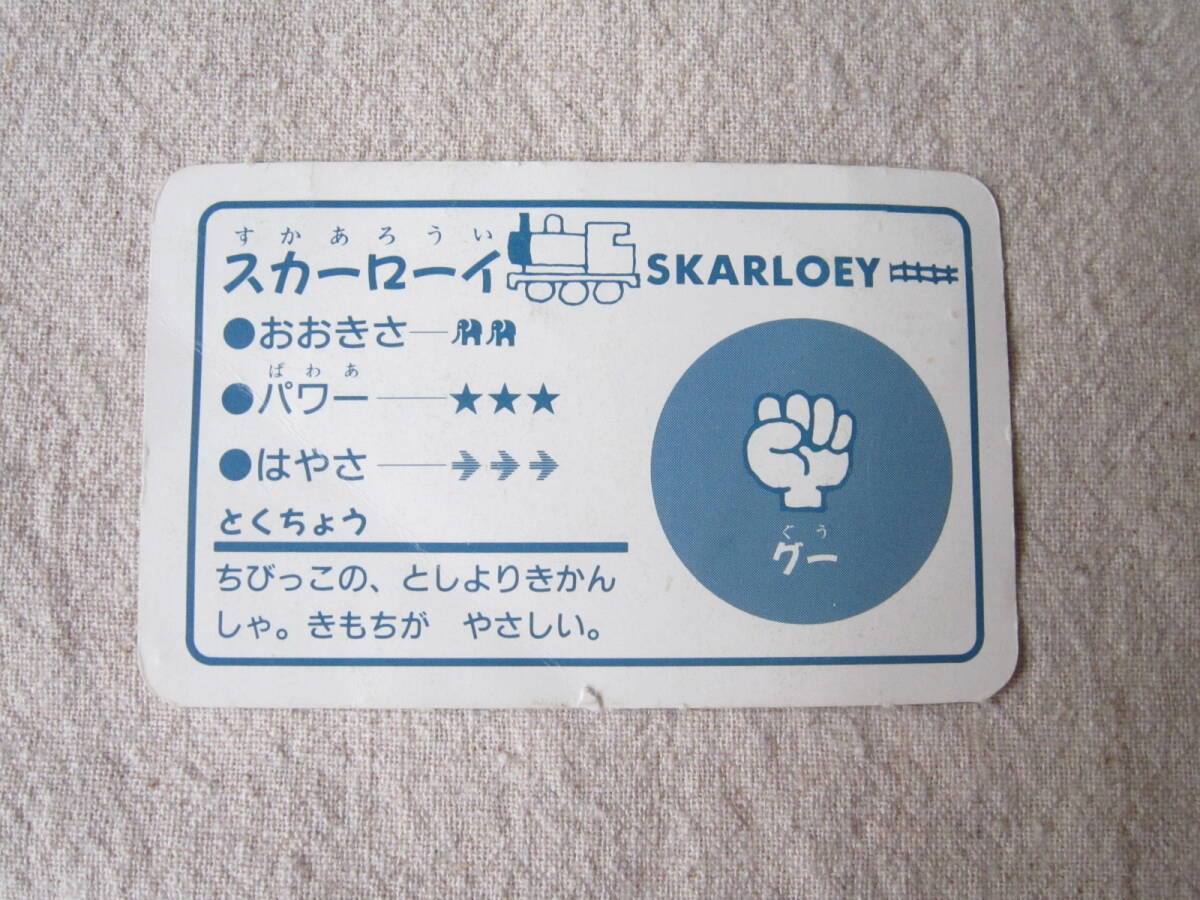 すかあろうい
スカーローイ SKARLOEY
●おおきさ
ぱわあ
●パワー ★★★
●はやさ
とくちょう
ちびっこの、としよりきかん
しゃ。きもちが　やさしい。
ぐう
グー